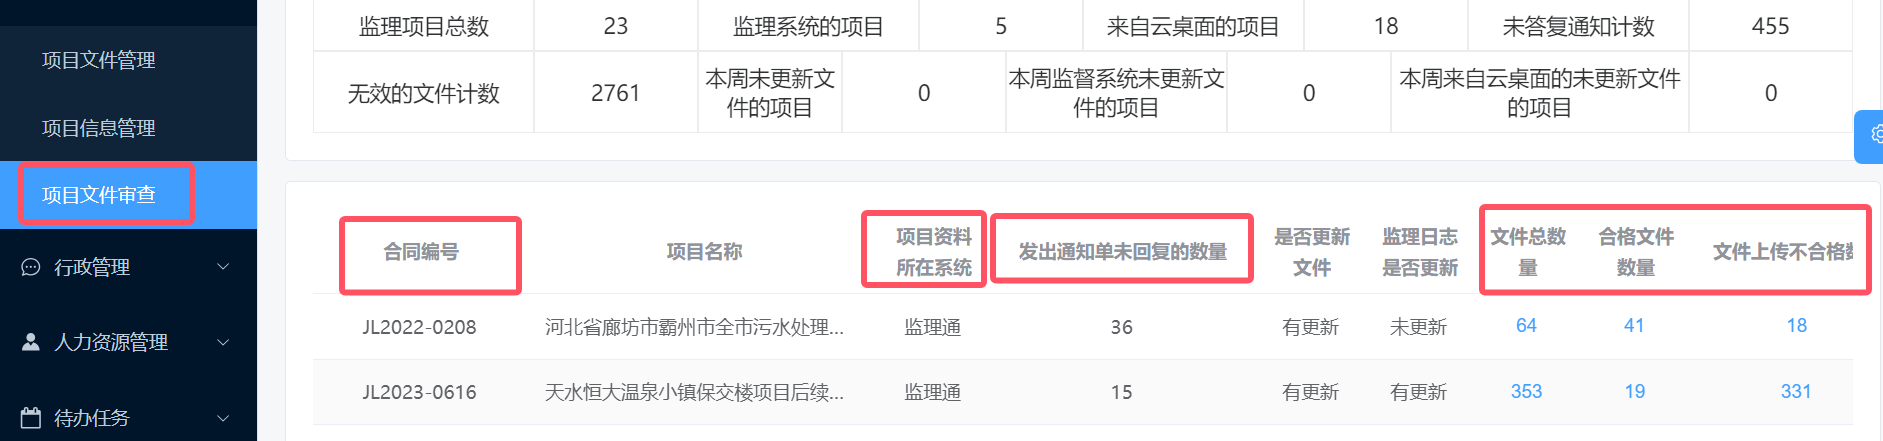 项目文件管理
项目信息管理
项目文件审查
行政管理
人力资源管理
待办任务
监理项目总数 23 监理系统的项目 5 来自云桌面的项目 18 未答复通知计数 455
无效的文件计数 2761 本周未更新文件的项目 0 本周监督系统未更新文件的项目 0 本周来自云桌面的未更新文件的项目 0
合同编号 项目名称 项目资料所在系统 发出通知单未回复的数量 是否更新文件 监理日志是否更新 文件总数量 合格文件数量 文件上传不合格数
JL2022-0208 河北省廊坊市霸州市全市污水处理... 监理通 36 有更新 未更新 64 41 18
JL2023-0616 天水恒大温泉小镇保交楼项目后续... 监理通 15 有更新 有更新 353 19 331